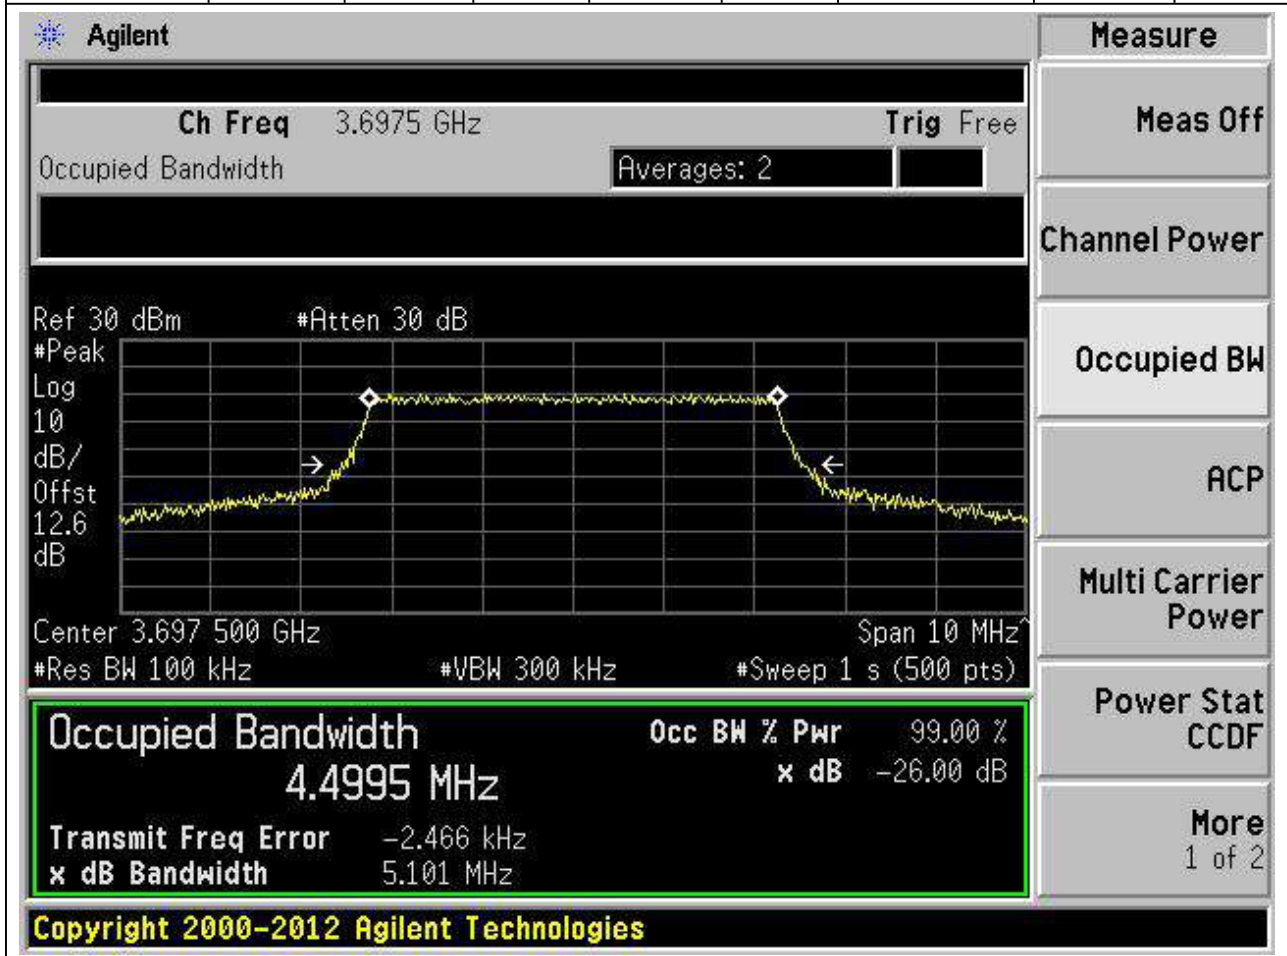 Agilent
Measure
Ch Freq 3.6975 GHz Trig Free
Meas Off
Occupied Bandwidth Averages: 2
Channel Power
Ref 30 dBm #Atten 30 dB
#Peak
Log
10
dB/
Offst
12.6
dB
Occupied BW
ACP
Center 3.697 500 GHz Span 10 MHz^
#Res BW 100 kHz #VBW 300 kHz #Sweep 1 s (500 pts)
Multi Carrier
Power
Occupied Bandwidth
4.4995 MHz
Occ BW % Pwr 99.00 %
x dB -26.00 dB
Transmit Freq Error -2.466 kHz
x dB Bandwidth 5.101 MHz
Power Stat
CCDF
More
1 of 2
Copyright 2000-2012 Agilent Technologies